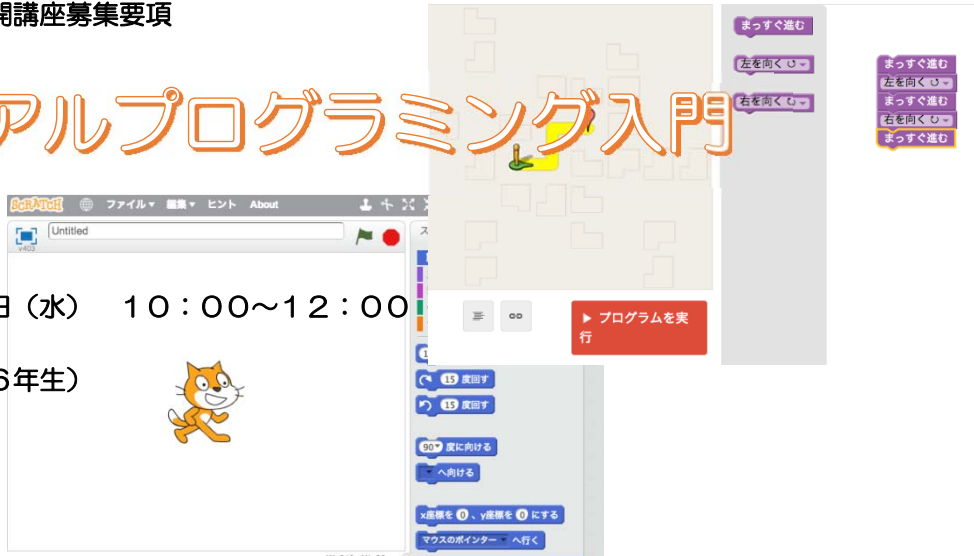 開講座募集要項
アルプログラミング入門
まっすぐ進む
左を向く↺
右を向く↻
まっすぐ進む
左を向く↺
まっすぐ進む
右を向く↻
まっすぐ進む
SCRATCH ファイル 編集 ヒント About
v403
Untitled
日（水） １０：００～１２：００
６年生）
プログラムを実
行
15 度回す
15 度回す
90 度に向ける
へ向ける
x座標を 0 、y座標を 0 にする
マウスのポインター へ行く